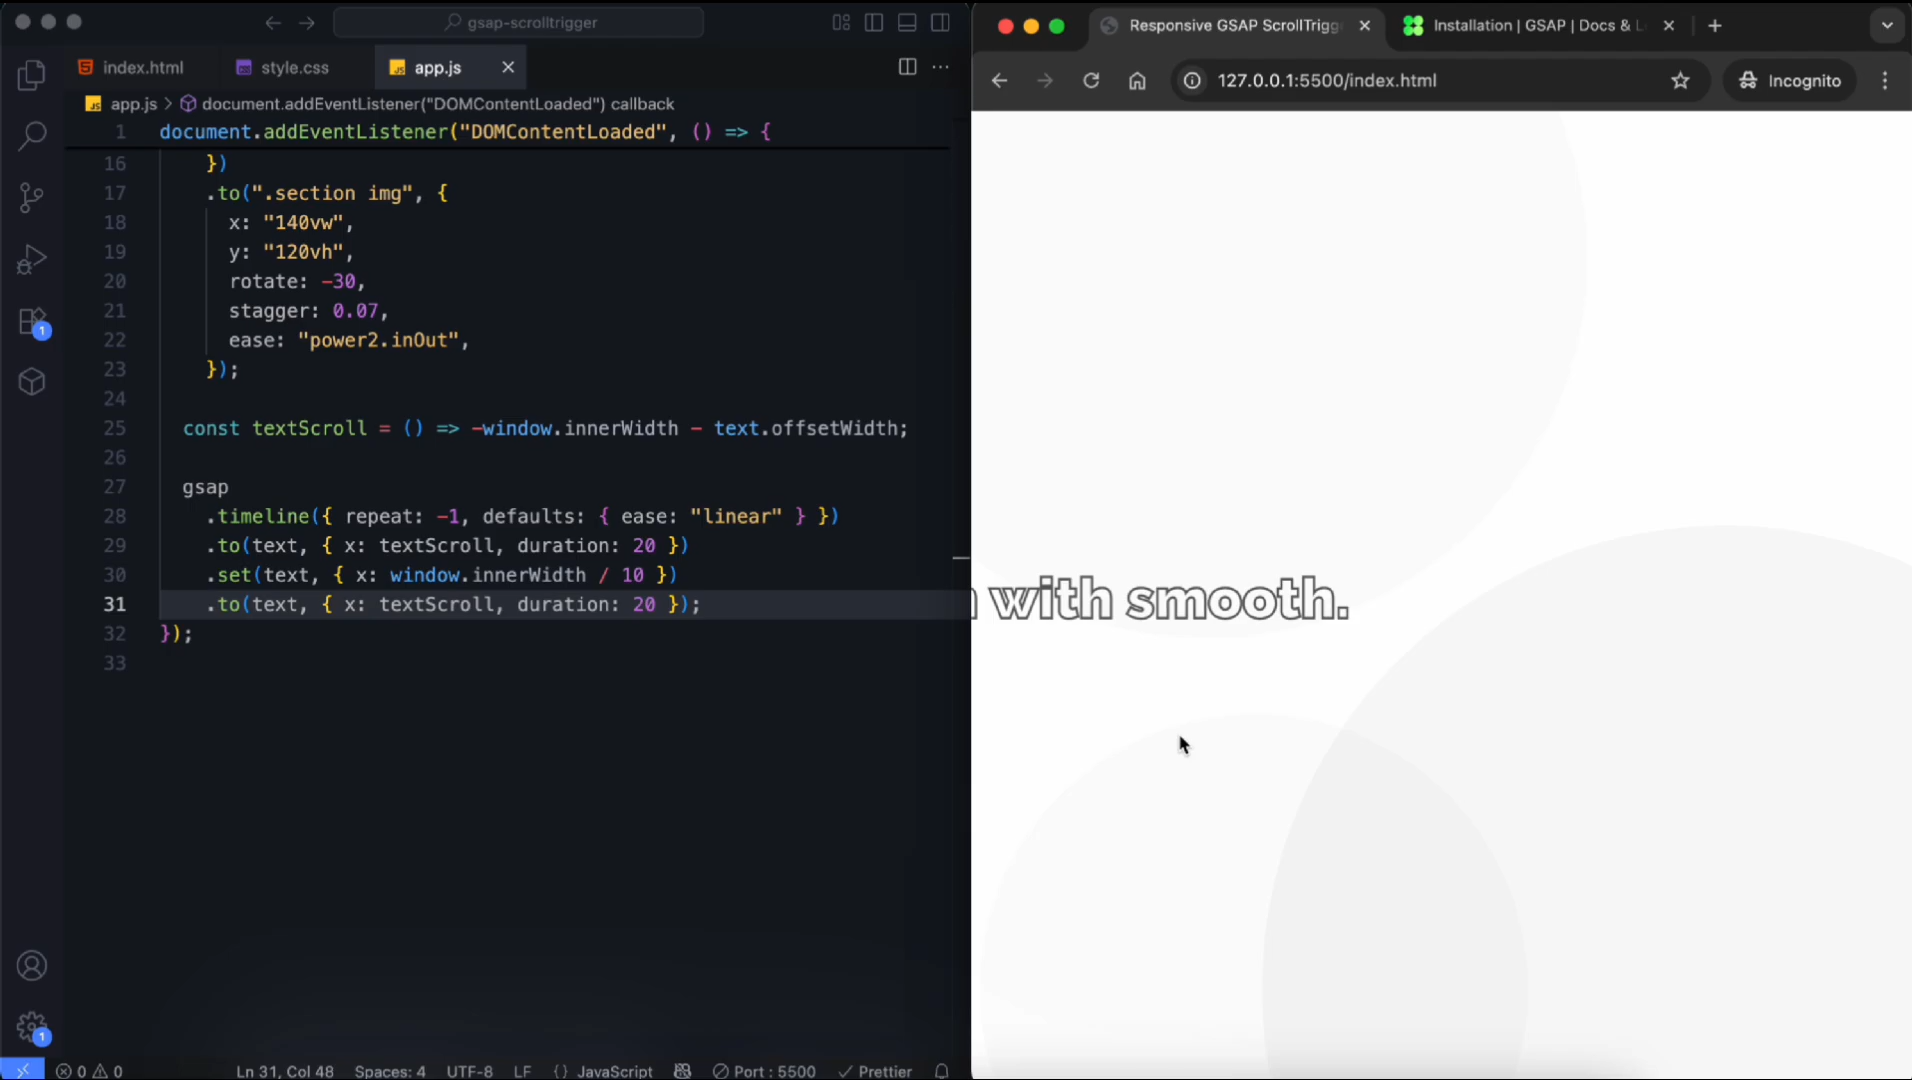 gsap-scrolltrigger
index.html
style.css
app.js
app.js > document.addEventListener("DOMContentLoaded") callback
1 document.addEventListener("DOMContentLoaded", () => {
16 })
17 .to(".section img", {
18 x: "140vw",
19 y: "120vh",
20 rotate: -30,
21 stagger: 0.07,
22 ease: "power2.inOut",
23 });
24
25 const textScroll = () => -window.innerWidth - text.offsetWidth;
26
27 gsap
28 .timeline({ repeat: -1, defaults: { ease: "linear" } })
29 .to(text, { x: textScroll, duration: 20 })
30 .set(text, { x: window.innerWidth / 10 })
31 .to(text, { x: textScroll, duration: 20 });
32 });
33
1
1
0 0
Ln 31, Col 48
Spaces: 4
UTF-8
LF
{} JavaScript
Port : 5500
Prettier
Responsive GSAP ScrollTrigg
Installation | GSAP | Docs & L
127.0.0.1:5500/index.html
Incognito
with smooth.